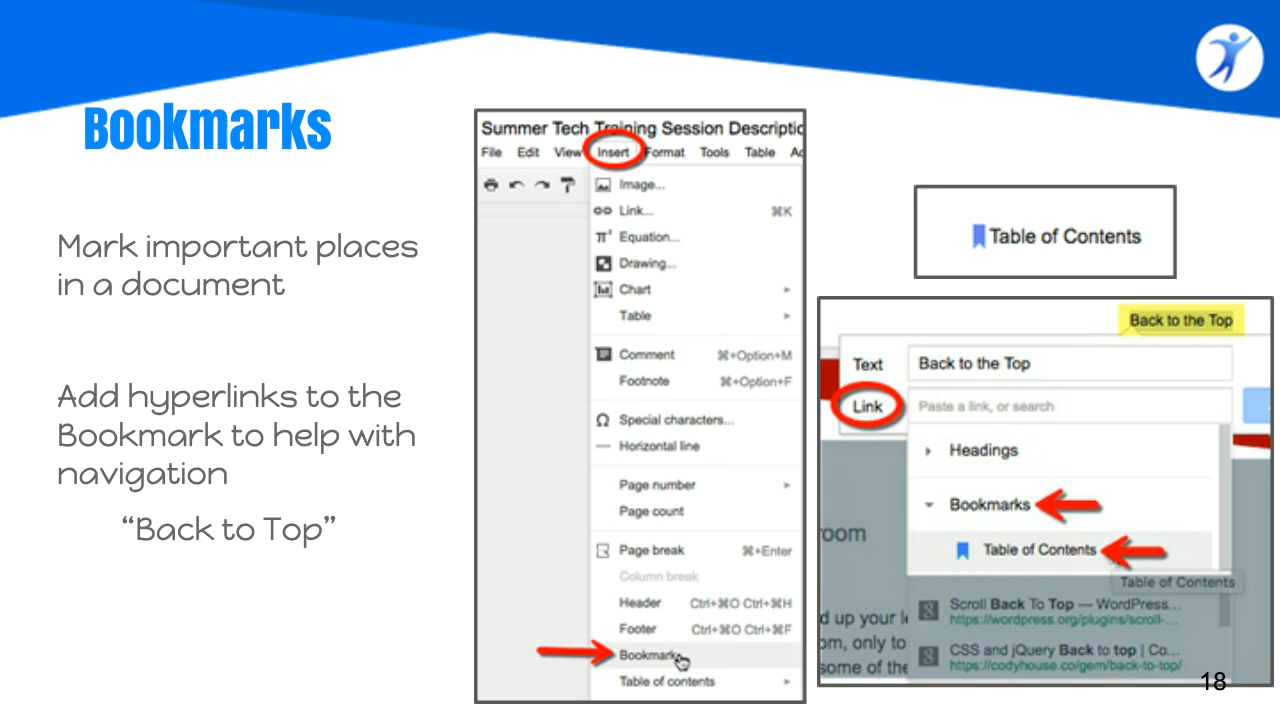 Bookmarks
Mark important places
in a document
Add hyperlinks to the
Bookmark to help with
navigation
“Back to Top”
Summer Tech Training Session Descriptio
File Edit View Insert Format Tools Table
Image...
Link... ⌘K
π² Equation...
Drawing...
Chart
Table
Comment ⌘+Option+M
Footnote ⌘+Option+F
Ω Special characters...
Horizontal line
Page number
Page count
Page break ⌘+Enter
Column break
Header Ctrl+⌘O Ctrl+⌘H
Footer Ctrl+⌘O Ctrl+⌘F
Bookmark
Table of contents
Table of Contents
Back to the Top
Text Back to the Top
Link Paste a link, or search
Headings
Bookmarks
Table of Contents
Table of Contents
oom
d up your le
om, only to
some of the
Scroll Back To Top — WordPress...
https://wordpress.org/plugins/scroll-...
CSS and jQuery Back to top | Co...
https://codyhouse.co/gem/back-to-top/
18